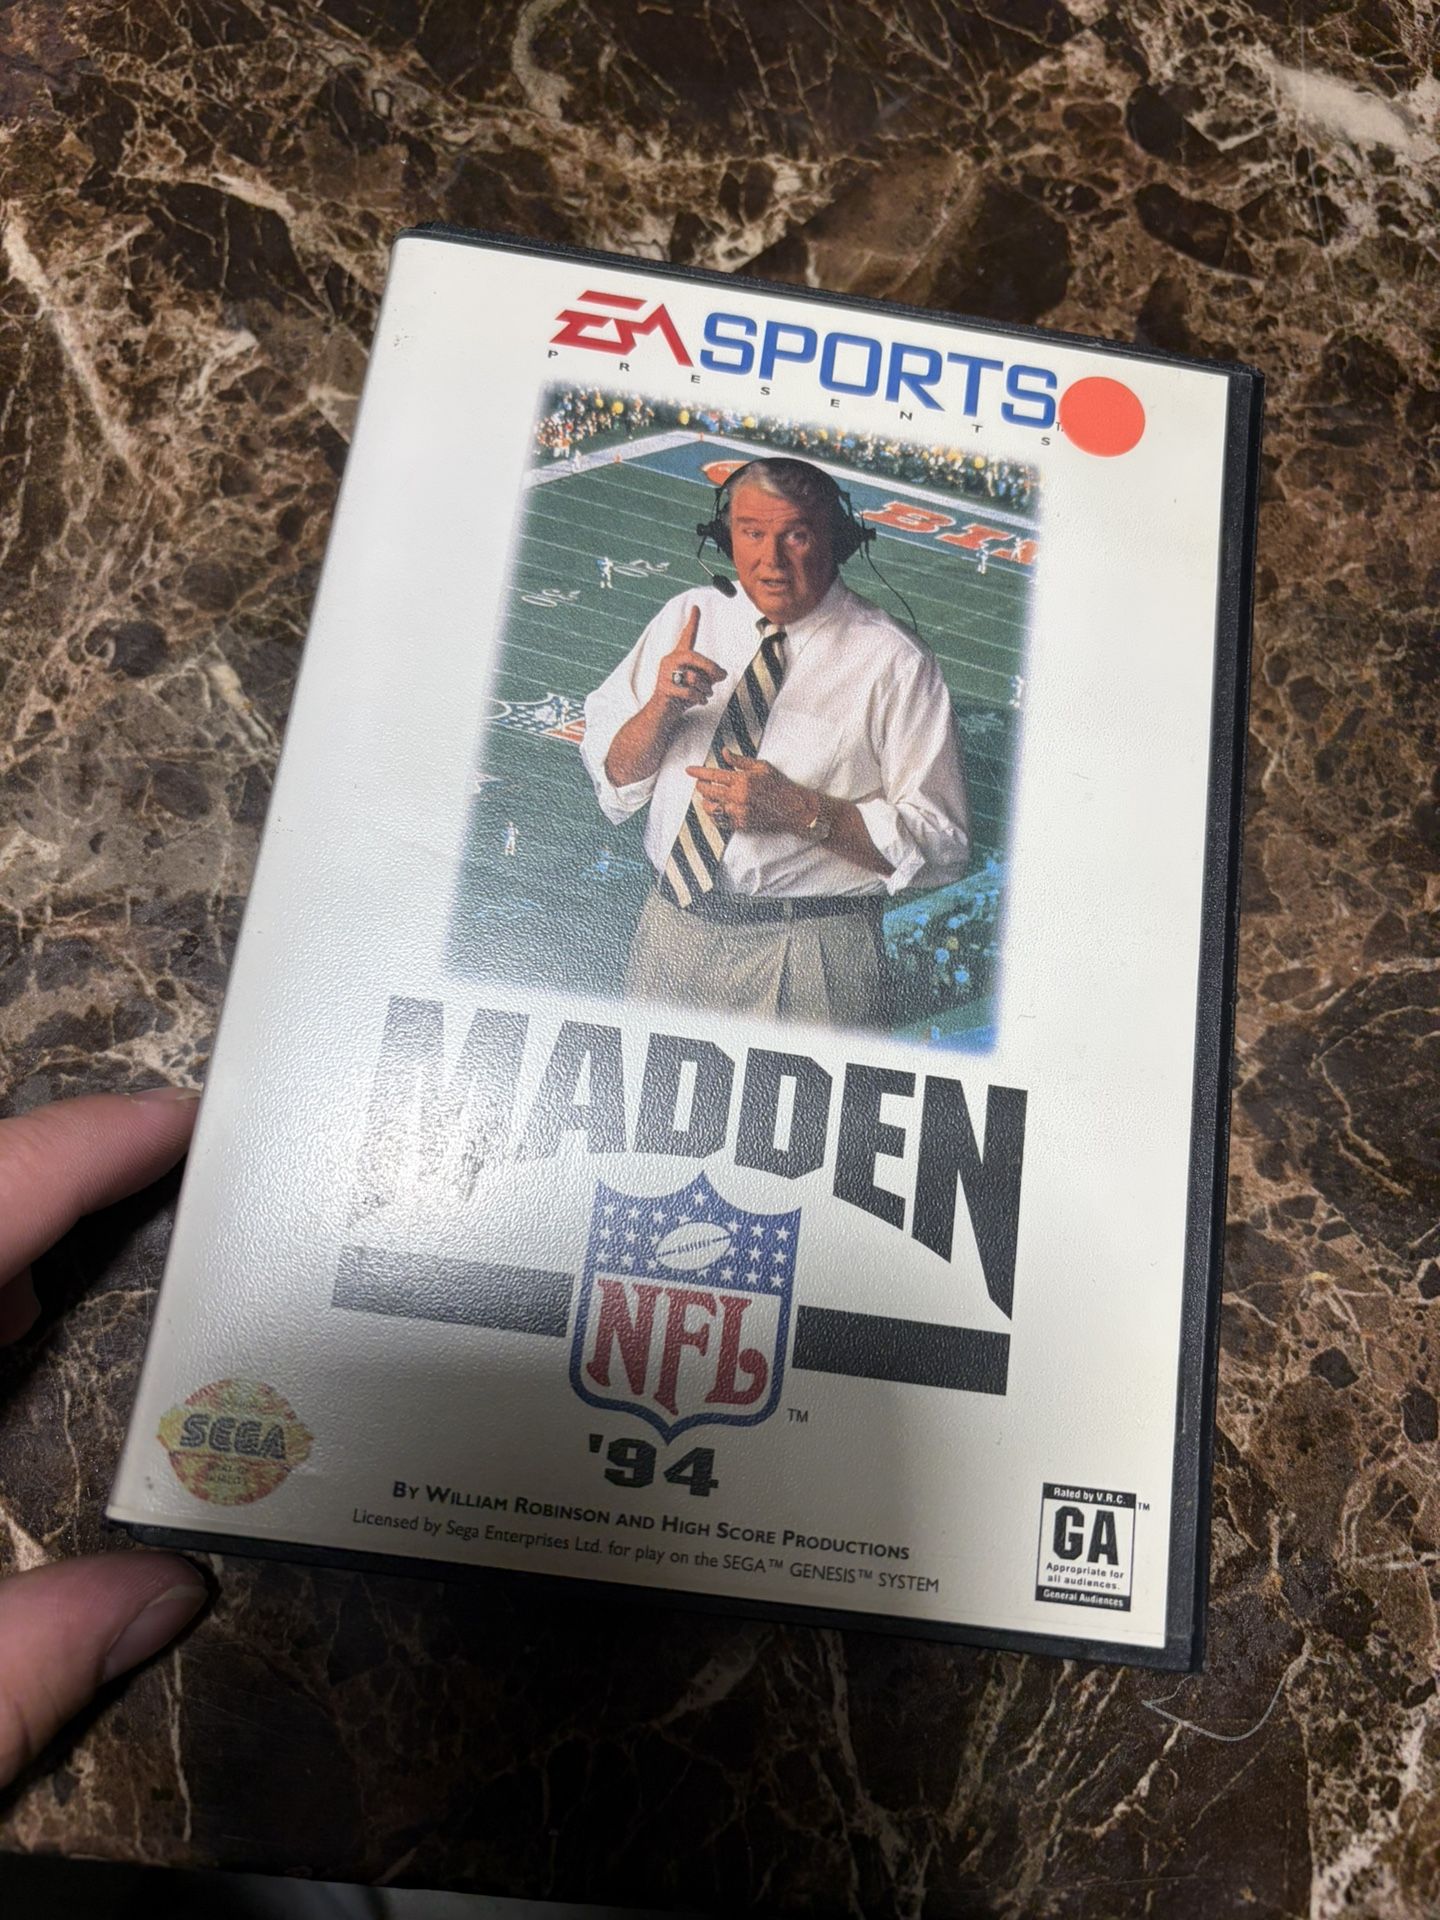 EA SPORTS
PRESENTS
MADDEN
NFL
TM
'94
SEGA
BY WILLIAM ROBINSON AND HIGH SCORE PRODUCTIONS
Licensed by Sega Enterprises Ltd. for play on the SEGA™ GENESIS™ SYSTEM
Rated by V.R.C. ™
GA
Appropriate for
all audiences.
General Audiences